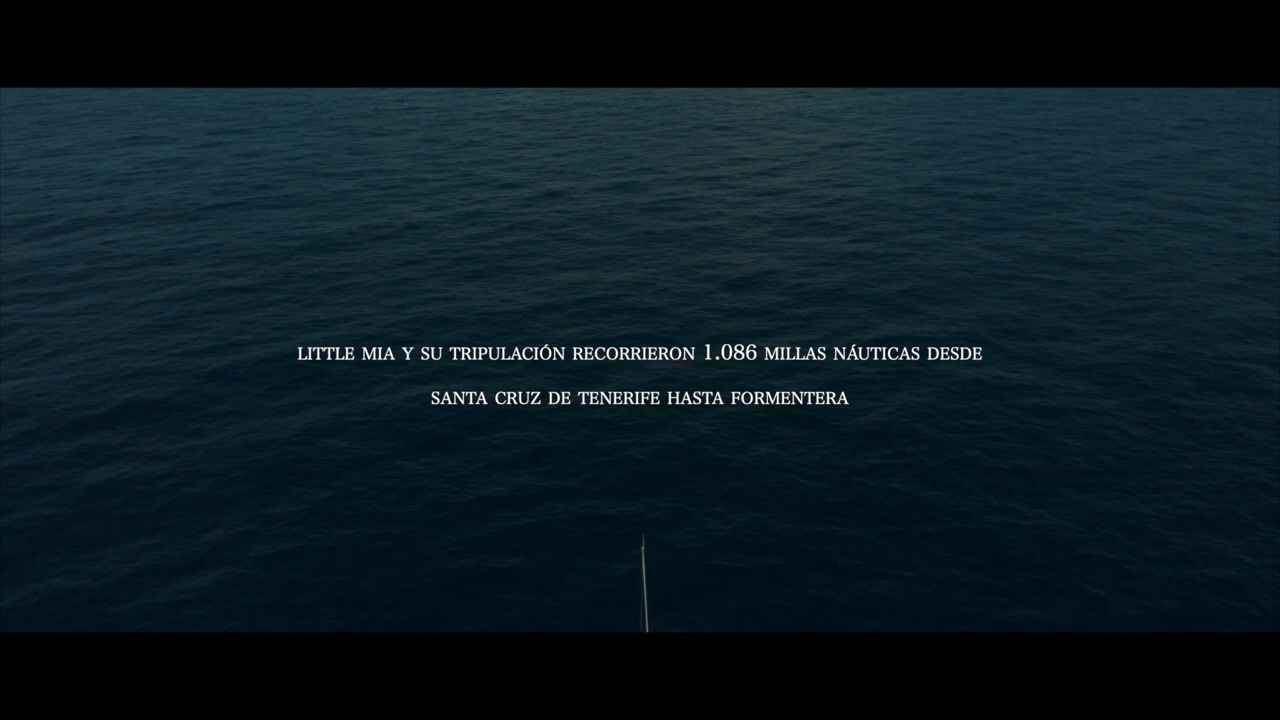 LITTLE MIA Y SU TRIPULACIÓN RECORRIERON 1.086 MILLAS NÁUTICAS DESDE
SANTA CRUZ DE TENERIFE HASTA FORMENTERA